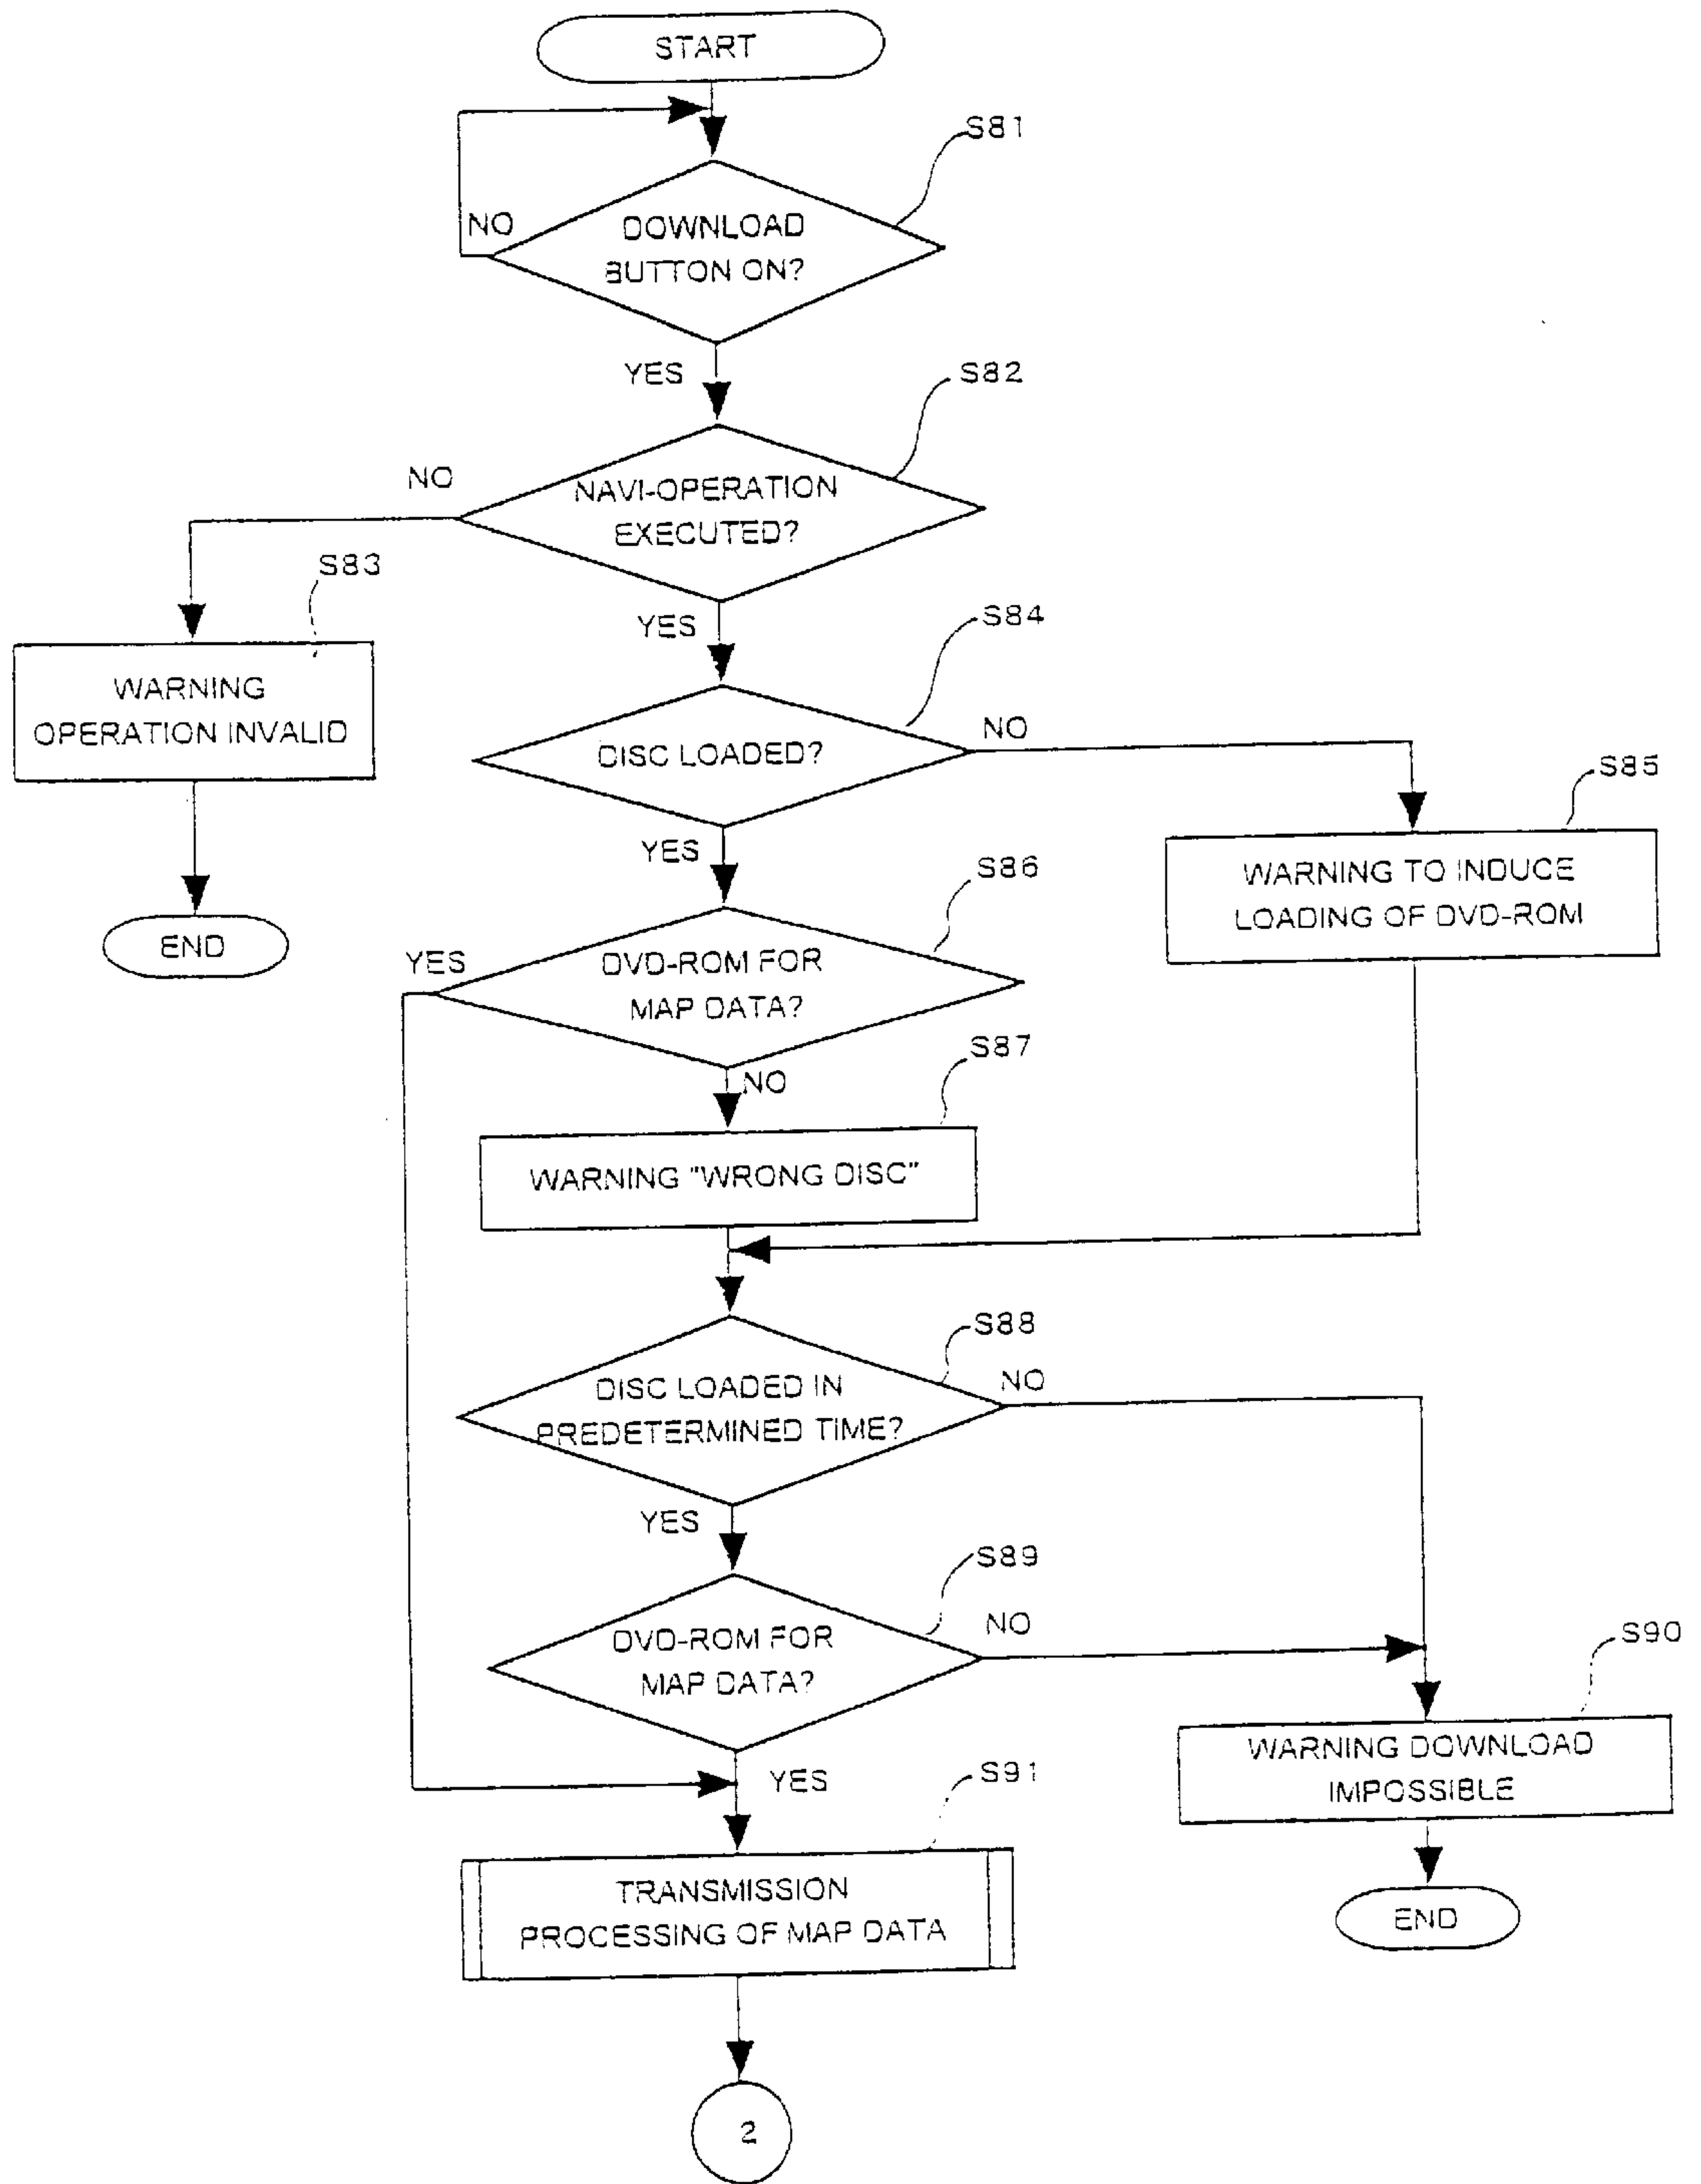 START
S81
NO
DOWNLOAD
BUTTON ON?
YES
S82
NO
NAVI-OPERATION
EXECUTED?
S83
YES
S84
WARNING
OPERATION INVALID
NO
DISC LOADED?
S85
YES
S86
WARNING TO INDUCE
LOADING OF DVD-ROM
END
YES
DVD-ROM FOR
MAP DATA?
S87
NO
WARNING "WRONG DISC"
S88
NO
DISC LOADED IN
PREDETERMINED TIME?
YES
S89
NO
DVD-ROM FOR
MAP DATA?
S90
WARNING DOWNLOAD
IMPOSSIBLE
YES
S91
TRANSMISSION
PROCESSING OF MAP DATA
END
2